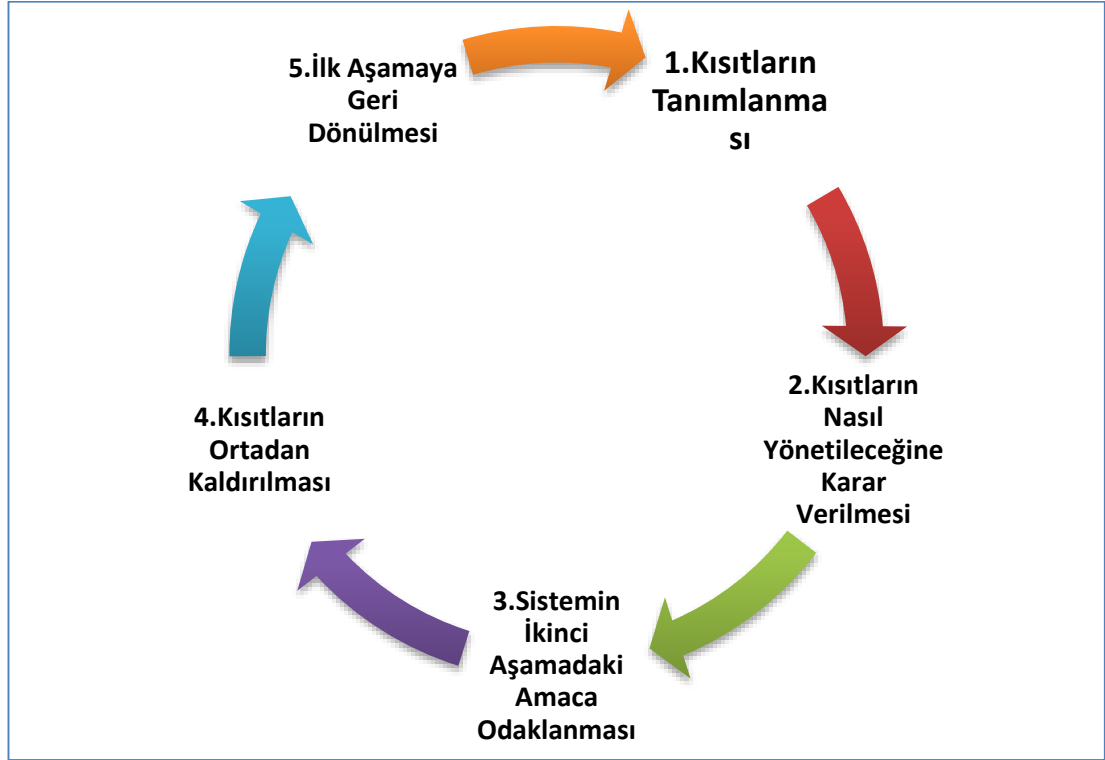 1.Kısıtların
Tanımlanma
sı
2.Kısıtların
Nasıl
Yönetileceğine
Karar
Verilmesi
3.Sistemin
İkinci
Aşamadaki
Amaca
Odaklanması
4.Kısıtların
Ortadan
Kaldırılması
5.İlk Aşamaya
Geri
Dönülmesi